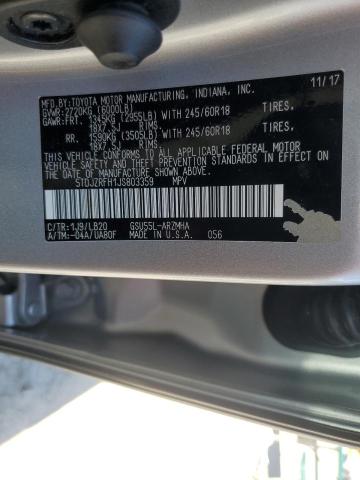 MFD.BY:TOYOTA MOTOR MANUFACTURING, INDIANA, INC. 11/17
GVWR:2720KG (6000LB)
GAWR:FRT. 1345KG (2955LB) WITH 245/60R18 TIRES,
18X7.5J RIMS,
RR. 1590KG (3505LB) WITH 245/60R18 TIRES,
18X7.5J RIMS,
THIS VEHICLE CONFORMS TO ALL APPLICABLE FEDERAL MOTOR
VEHICLE SAFETY STANDARDS IN EFFECT ON THE DATE OF
MANUFACTURE SHOWN ABOVE.
5TDJZRFH1JS803359 MPV
C/TR:1J9/LB20 GSU55L-ARZMHA
A/TM:-04A/UA80F MADE IN U.S.A. 056